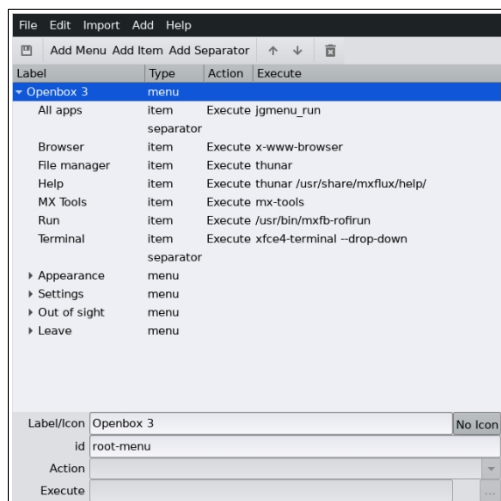 File Edit Import Add Help
Add Menu Add Item Add Separator
Label Type Action Execute
Openbox 3 menu
All apps item Execute jgmenu_run
separator
Browser item Execute x-www-browser
File manager item Execute thunar
Help item Execute thunar /usr/share/mxflux/help/
MX Tools item Execute mx-tools
Run item Execute /usr/bin/mxfb-rofirun
Terminal item Execute xfce4-terminal --drop-down
separator
Appearance menu
Settings menu
Out of sight menu
Leave menu
Label/Icon Openbox 3 No Icon
id root-menu
Action
Execute ...